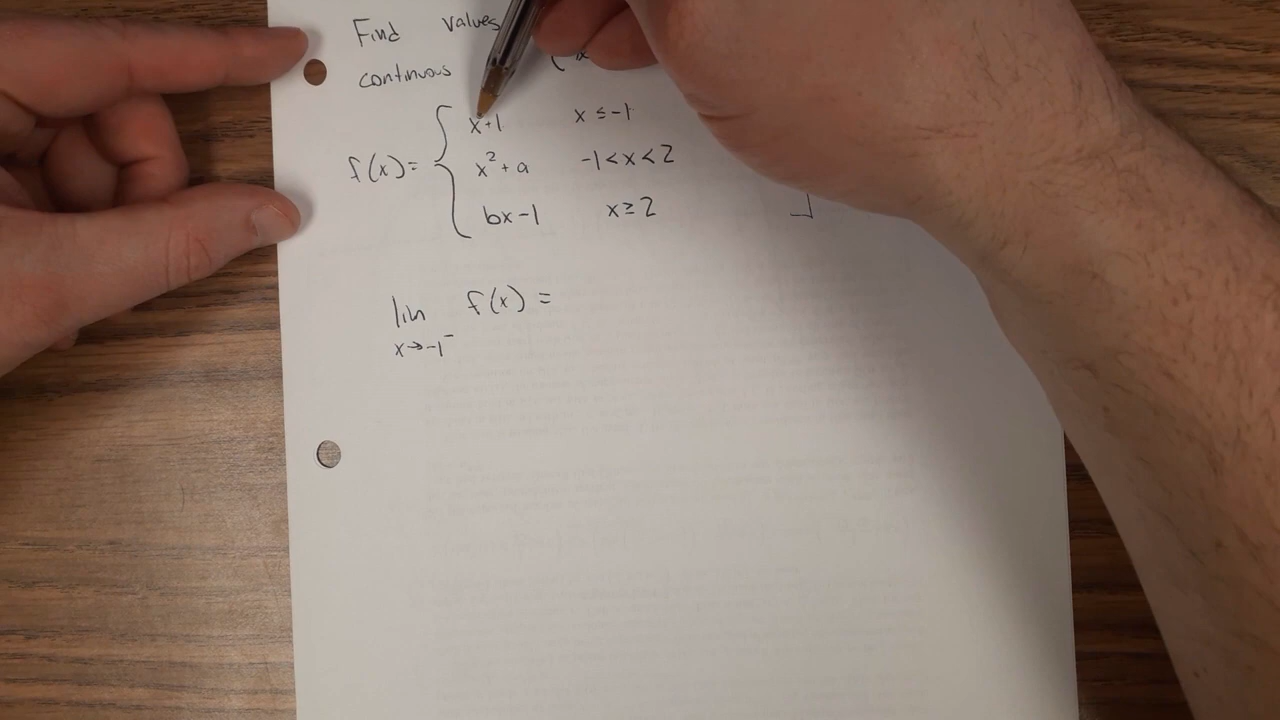 Find values
continuous
f(x)= { x+1 x ≤ -1
x² + a -1<x<2
bx-1 x ≥ 2
lim f(x) =
x→-1⁻